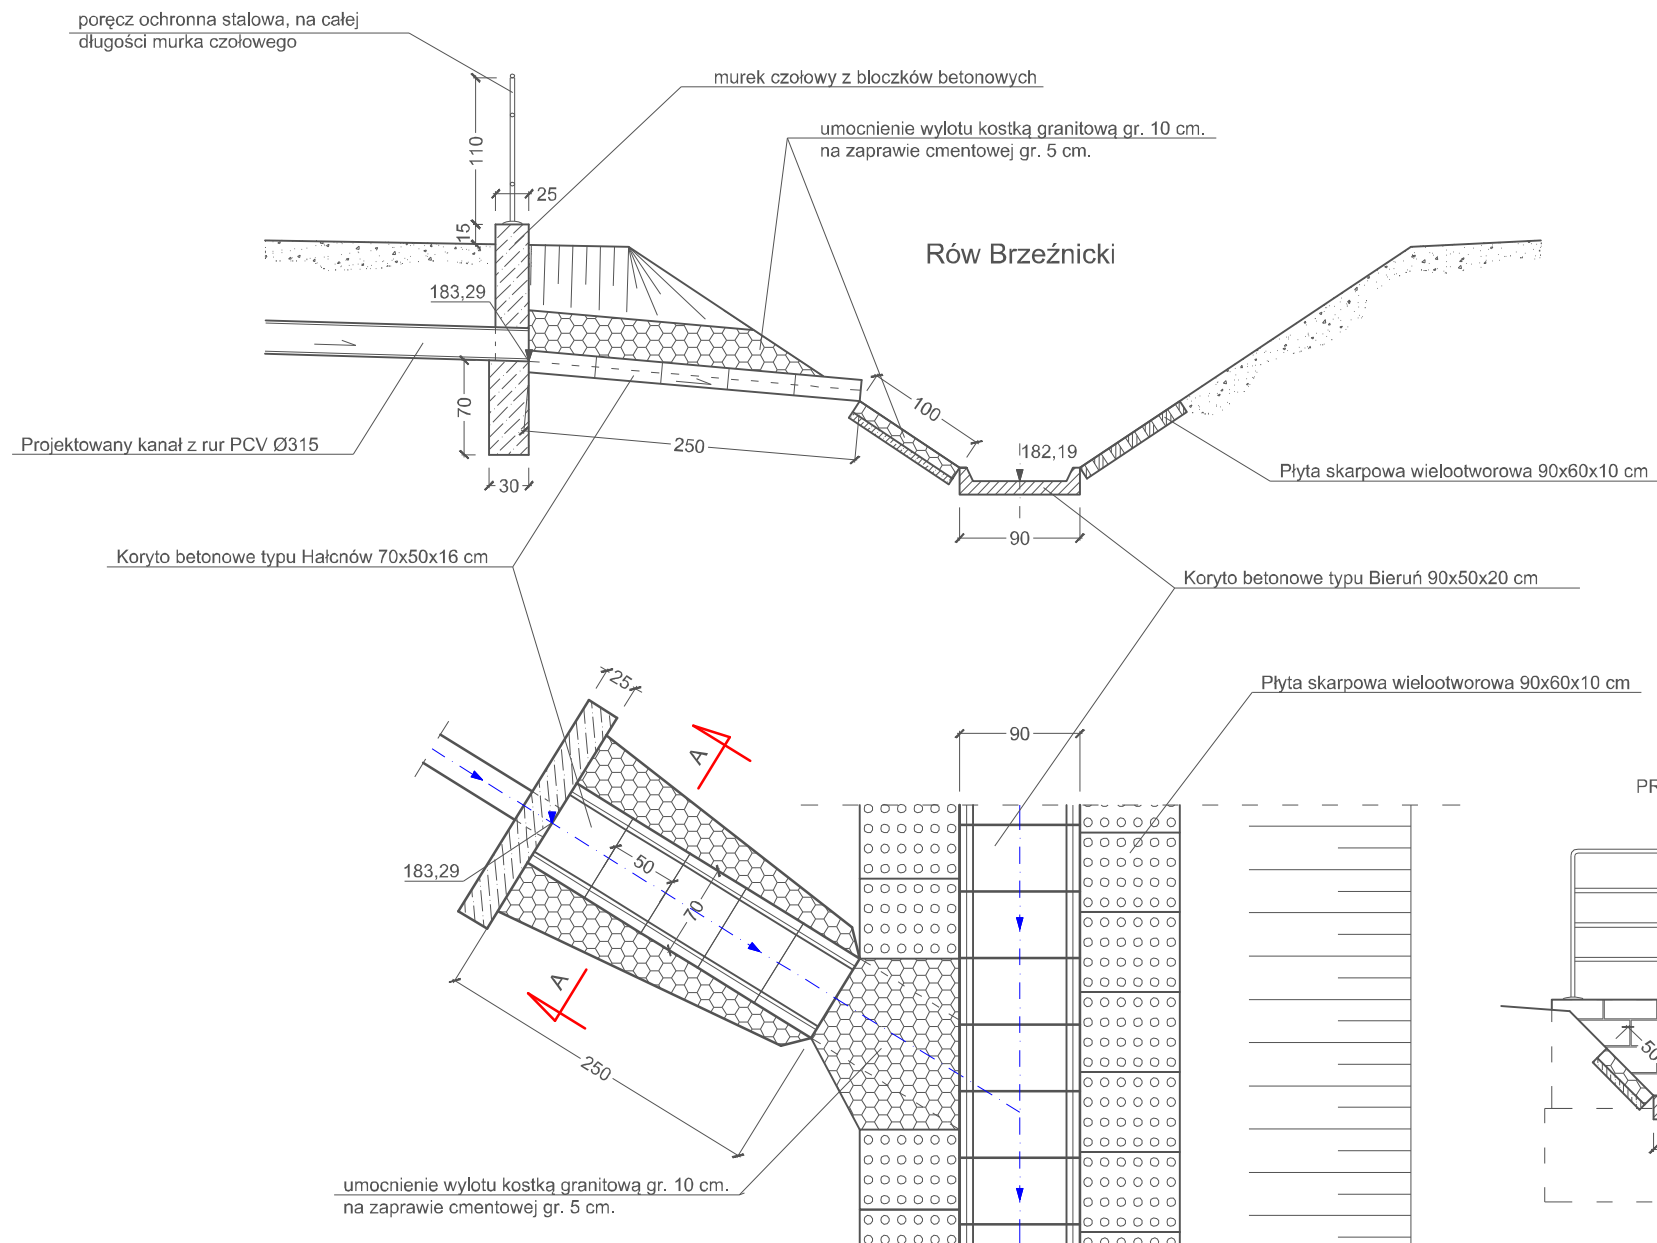 poręcz ochronna stalowa, na całej
długości murka czołowego
murek czołowy z bloczków betonowych
umocnienie wylotu kostką granitową gr. 10 cm.
na zaprawie cmentowej gr. 5 cm.
110
25
15
Rów Brzeźnicki
183,29
70
100
250
182,19
Projektowany kanał z rur PCV Ø315
Płyta skarpowa wielootworowa 90x60x10 cm
30
90
Koryto betonowe typu Hałcnów 70x50x16 cm
Koryto betonowe typu Bieruń 90x50x20 cm
25
Płyta skarpowa wielootworowa 90x60x10 cm
A
90
PR
183,29
50
70
A
50
250
umocnienie wylotu kostką granitową gr. 10 cm.
na zaprawie cmentowej gr. 5 cm.